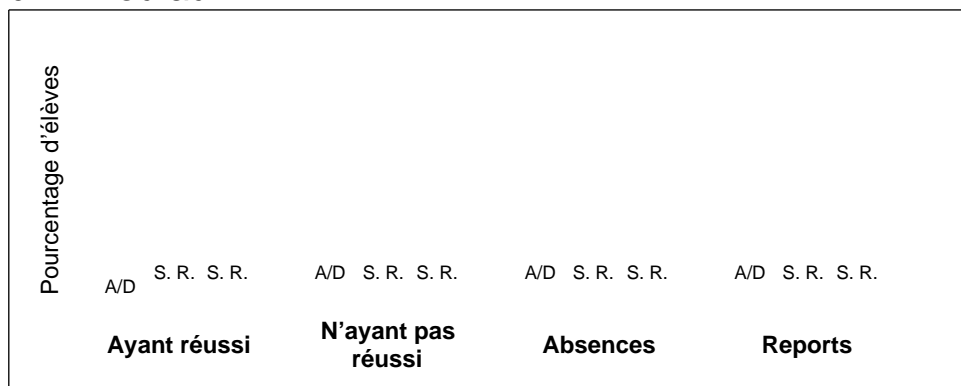 Pourcentage d'élèves
A/D S. R. S. R. A/D S. R. S. R. A/D S. R. S. R. A/D S. R. S. R.
Ayant réussi
N'ayant pas
réussi
Absences
Reports